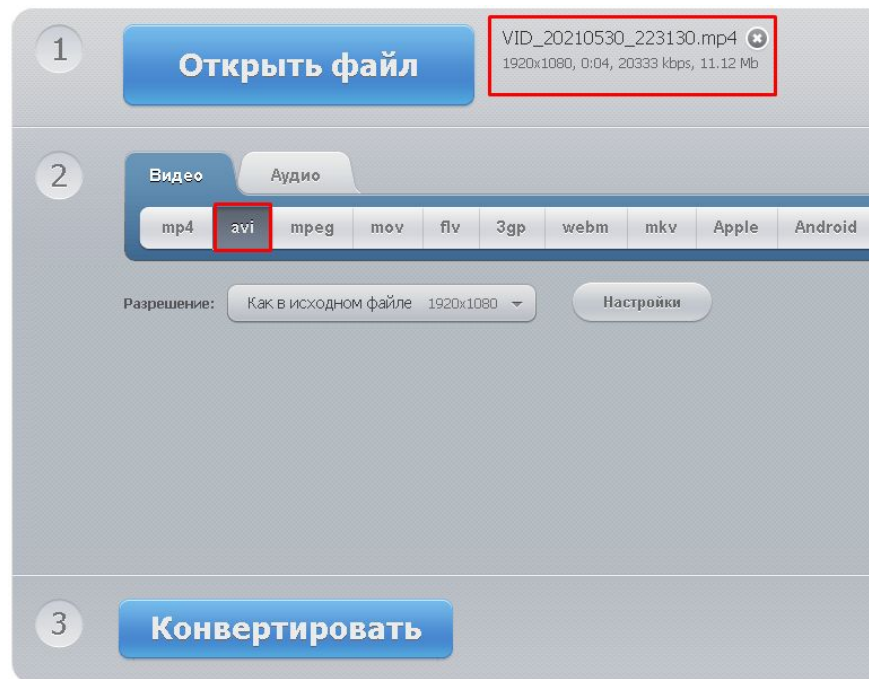 1
Открыть файл
VID_20210530_223130.mp4
1920x1080, 0:04, 20333 kbps, 11.12 Mb
2
Видео Аудио
mp4 avi mpeg mov flv 3gp webm mkv Apple Android
Разрешение: Как в исходном файле 1920x1080 Настройки
3
Конвертировать